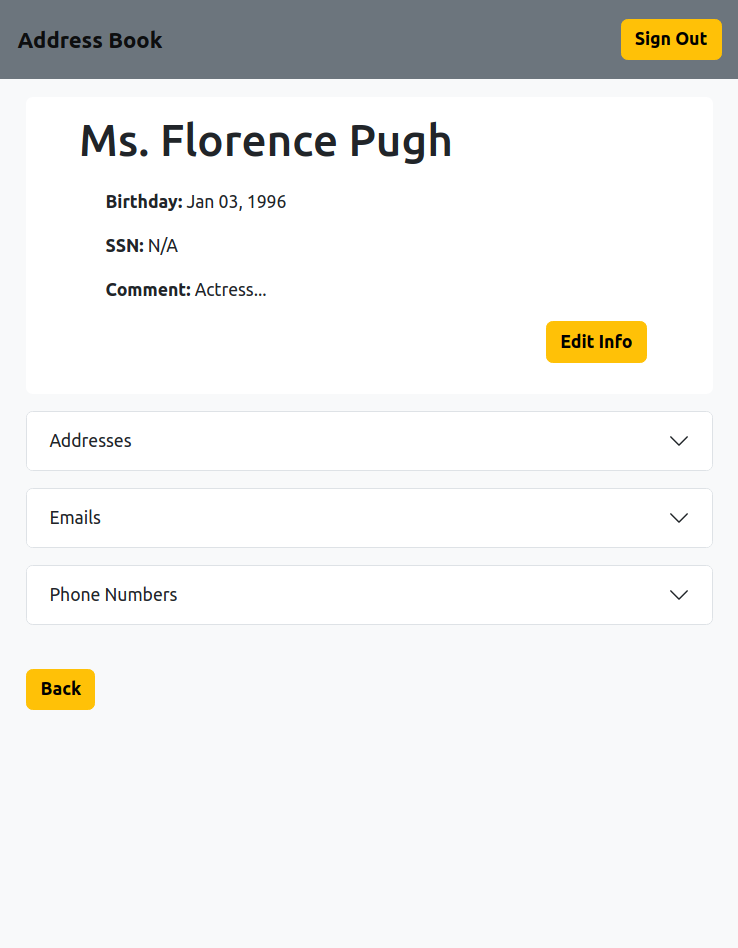 Address Book
Sign Out
Ms. Florence Pugh
Birthday: Jan 03, 1996
SSN: N/A
Comment: Actress...
Edit Info
Addresses
Emails
Phone Numbers
Back